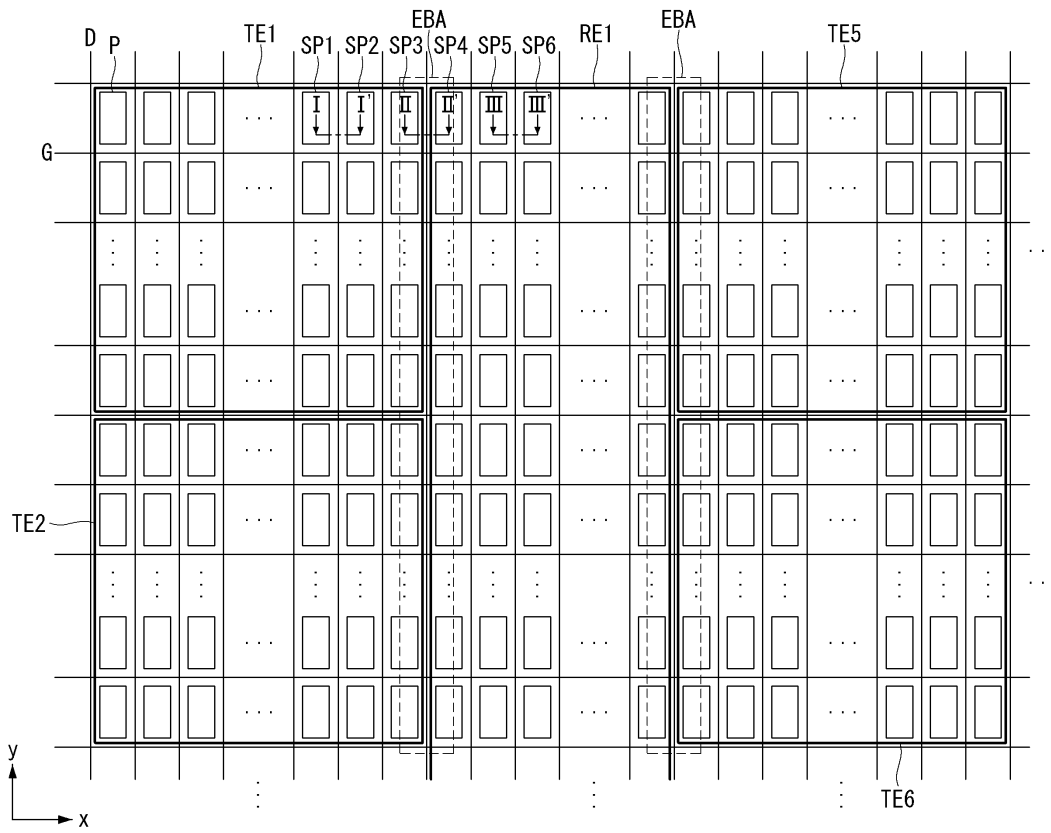 EBA EBA
D P TE1 SP1 SP2 SP3 SP4 SP5 SP6 RE1 TE5
I I' II II' III III'
G
TE2
y
x
TE6